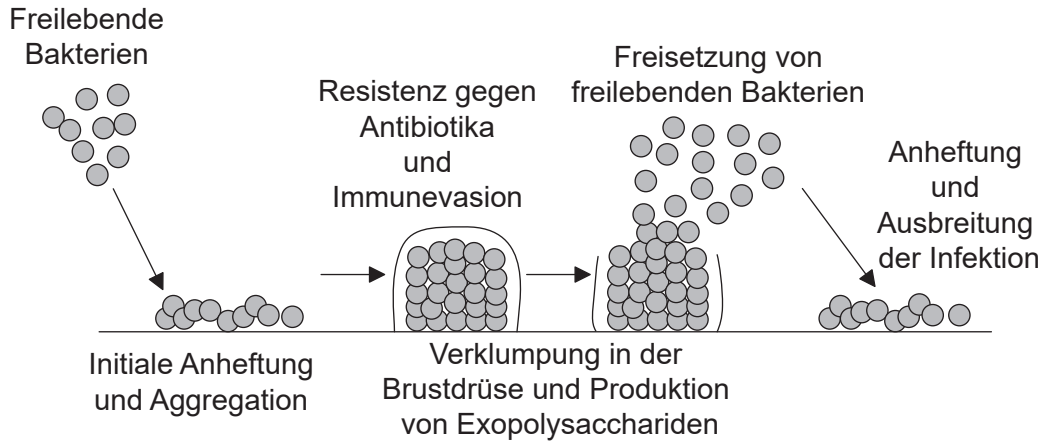 Freilebende
Bakterien
Resistenz gegen
Antibiotika
und
Immunevasion
Freisetzung von
freilebenden Bakterien
Anheftung
und
Ausbreitung
der Infektion
Initiale Anheftung
und Aggregation
Verklumpung in der
Brustdrüse und Produktion
von Exopolysacchariden